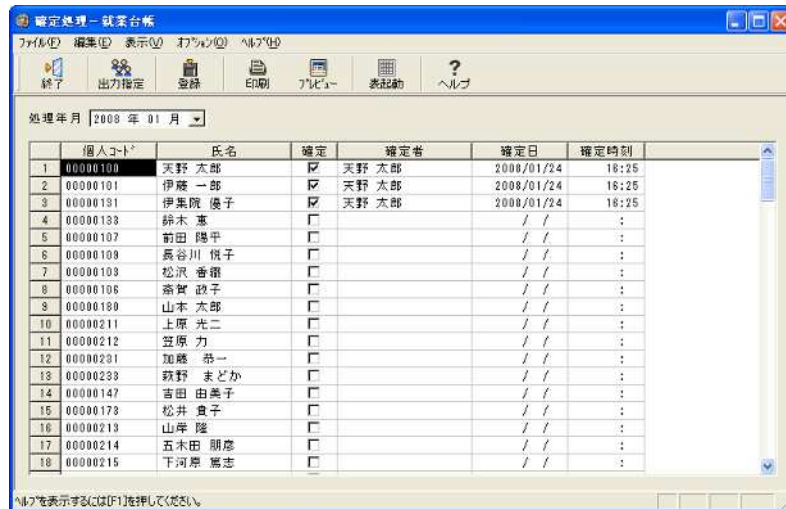 確定処理－就業台帳
ファイル(F) 編集(E) 表示(V) オプション(O) ヘルプ(H)
終了 出力指定 登録 印刷 プレビュー 表起動 ヘルプ
処理年月 2008 年 01 月
個人コード 氏名 確定 確定者 確定日 確定時刻
1 00000100 天野 太郎 天野 太郎 2008/01/24 16:25
2 00000101 伊藤 一郎 天野 太郎 2008/01/24 16:25
3 00000131 伊集院 優子 天野 太郎 2008/01/24 16:25
4 00000133 鈴木 恵 / / :
5 00000107 前田 陽平 / / :
6 00000109 長谷川 悦子 / / :
7 00000103 松沢 香織 / / :
8 00000106 斎賀 政子 / / :
9 00000180 山本 太郎 / / :
10 00000211 上原 光二 / / :
11 00000212 笠原 力 / / :
12 00000231 加藤 恭一 / / :
13 00000233 萩野 まどか / / :
14 00000147 吉田 由美子 / / :
15 00000173 松井 貴子 / / :
16 00000213 山岸 隆 / / :
17 00000214 五木田 朋彦 / / :
18 00000215 下河原 篤志 / / :
ヘルプを表示するには[F1]を押してください。